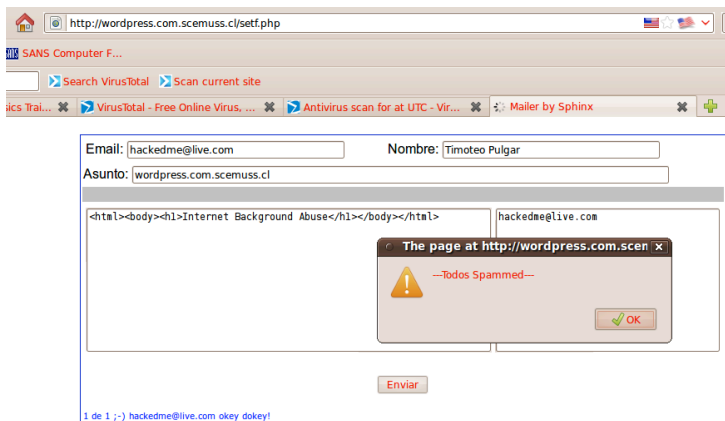 http://wordpress.com.scemuss.cl/setf.php
SANS Computer F...
Search VirusTotal Scan current site
sics Trai... VirusTotal - Free Online Virus, ... Antivirus scan for at UTC - Vir... Mailer by Sphinx
Email: hackedme@live.com Nombre: Timoteo Pulgar
Asunto: wordpress.com.scemuss.cl
<html><body><h1>Internet Background Abuse</h1></body></html> hackedme@live.com
The page at http://wordpress.com.scem
---Todos Spammed---
OK
Enviar
1 de 1 ;-) hackedme@live.com okey dokey!